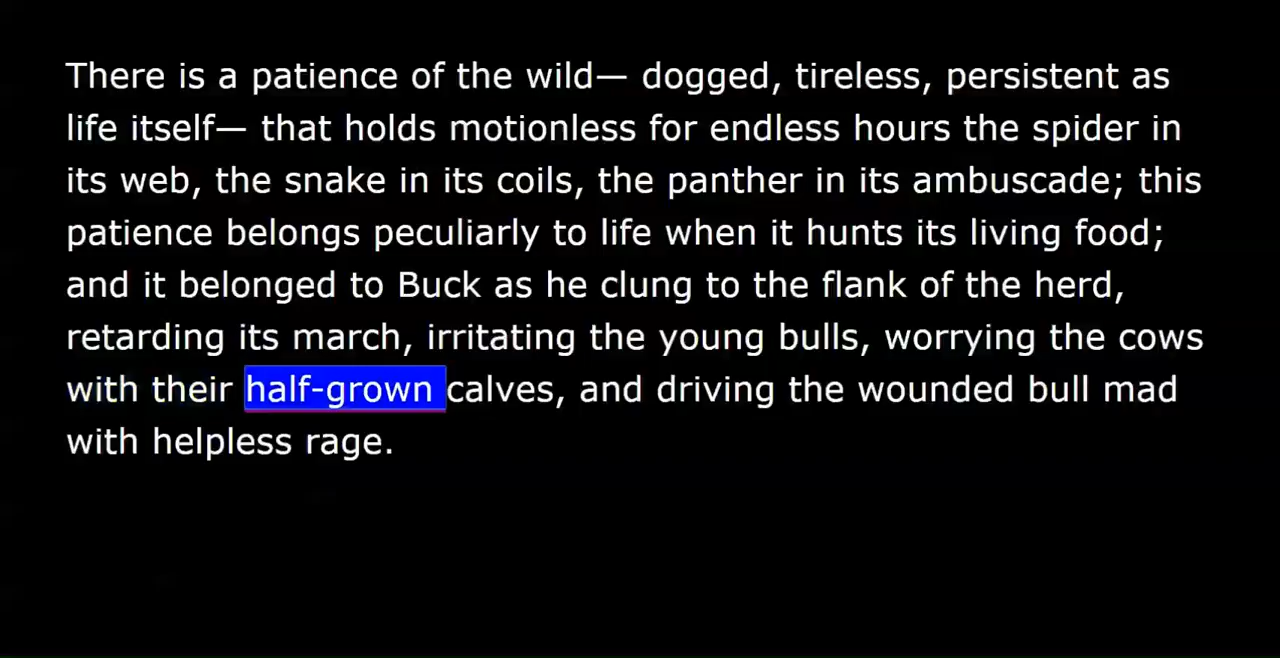 There is a patience of the wild— dogged, tireless, persistent as
life itself— that holds motionless for endless hours the spider in
its web, the snake in its coils, the panther in its ambuscade; this
patience belongs peculiarly to life when it hunts its living food;
and it belonged to Buck as he clung to the flank of the herd,
retarding its march, irritating the young bulls, worrying the cows
with their half-grown calves, and driving the wounded bull mad
with helpless rage.